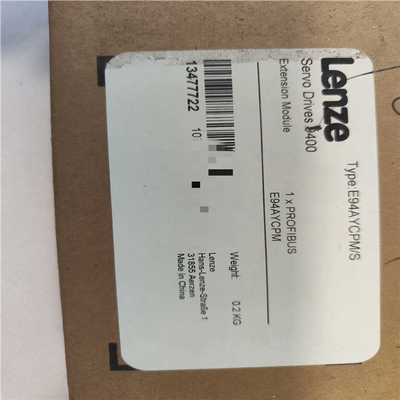 Lenze
Type:E94AYCPM/S
Servo Drives 9400
Extension Module
1 x PROFIBUS
E94AYCPM
13477722
10
Weight: 0.2 KG
Lenze
Hans-Lenze-Straße 1
31855 Aerzen
Made in China